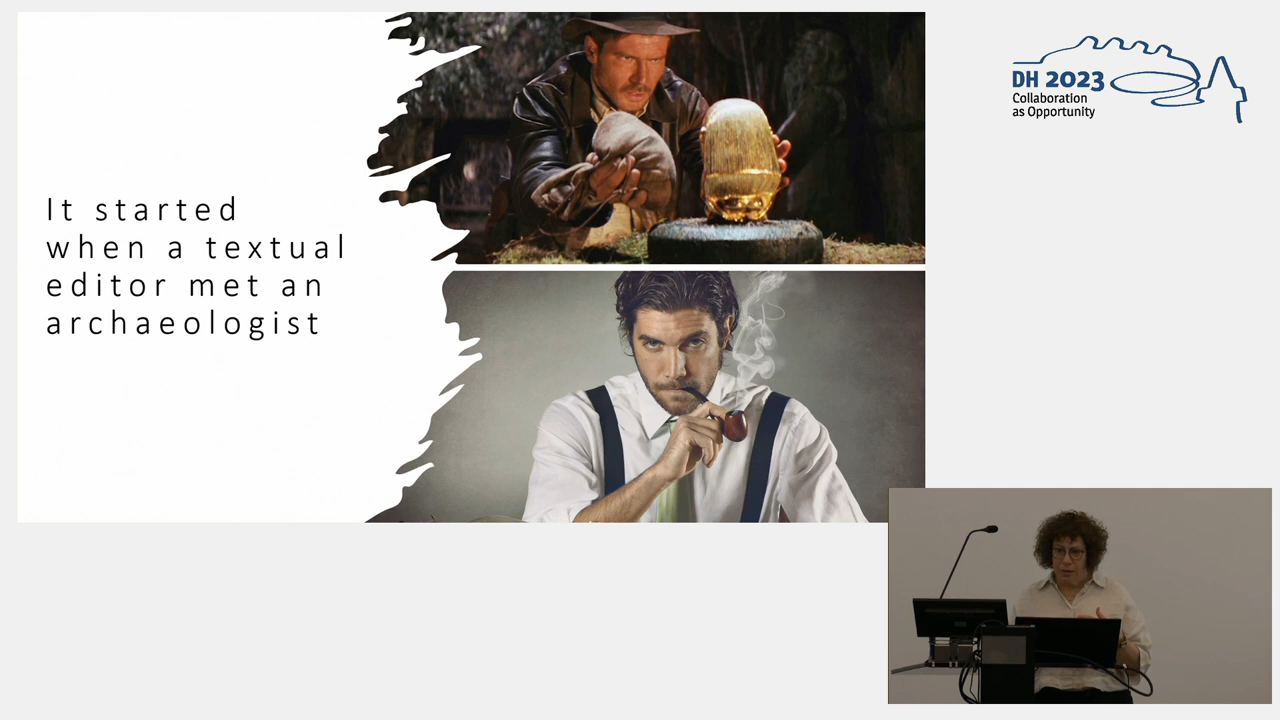 It started
when a textual
editor met an
archaeologist
DH 2023
Collaboration
as Opportunity